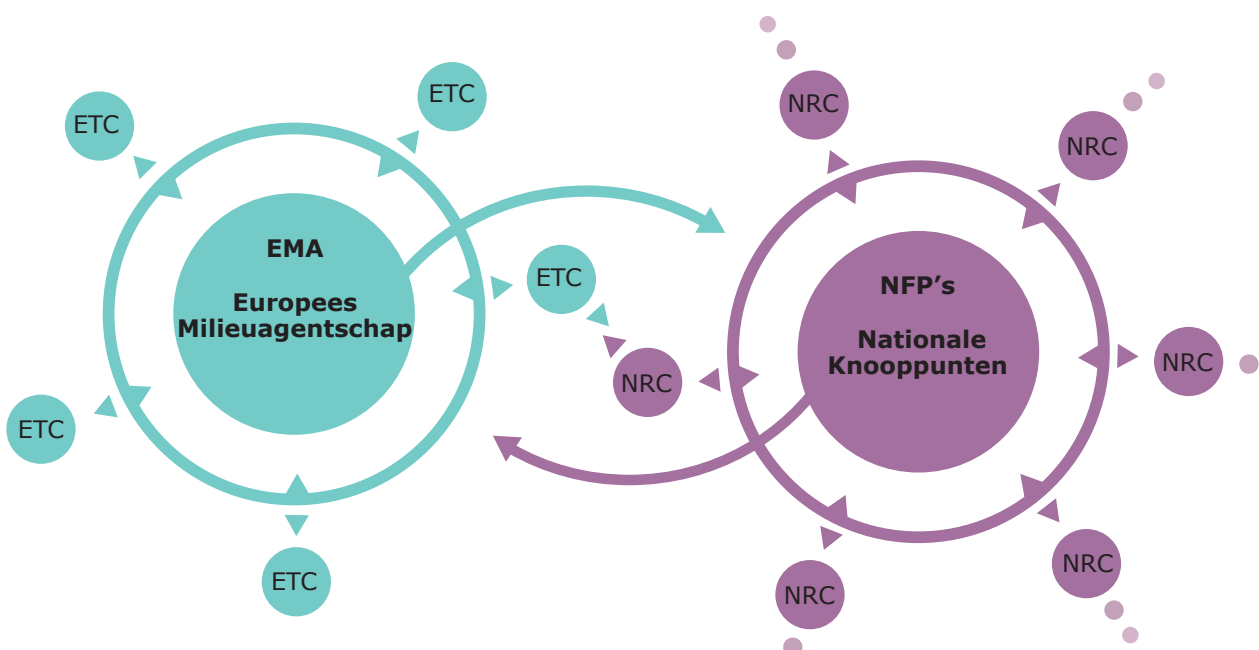 ETC
ETC
EMA
Europees
Milieuagentschap
ETC
ETC
ETC
NRC
NRC
NFP's
Nationale
Knooppunten
NRC
NRC
NRC
NRC